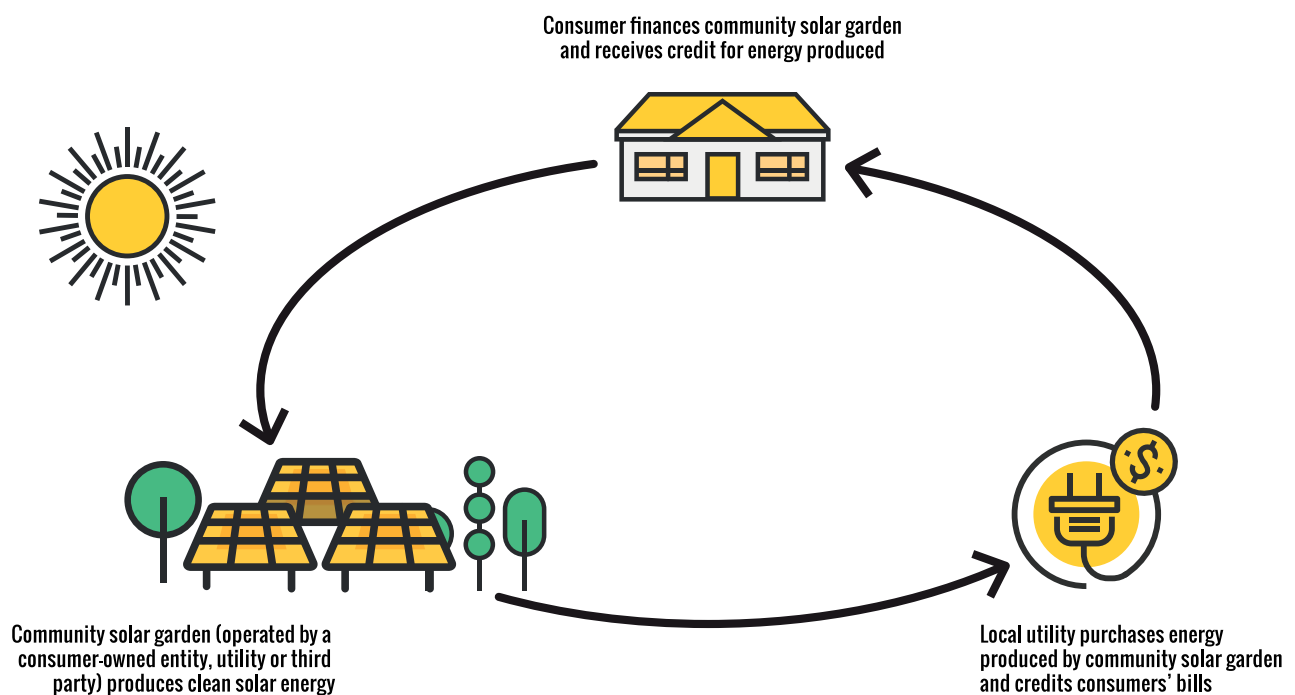 Consumer finances community solar garden
and receives credit for energy produced
Community solar garden (operated by a
consumer-owned entity, utility or third
party) produces clean solar energy
$
Local utility purchases energy
produced by community solar garden
and credits consumers’ bills